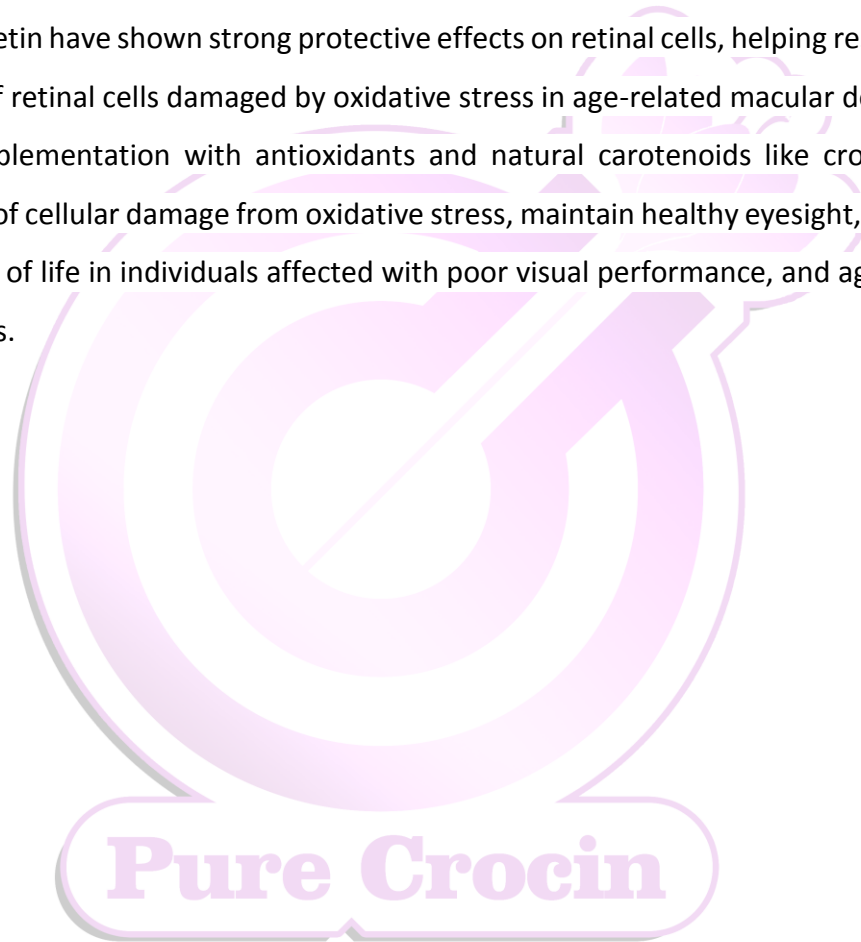 etin have shown strong protective effects on retinal cells, helping re
f retinal cells damaged by oxidative stress in age-related macular d
plementation with antioxidants and natural carotenoids like cro
of cellular damage from oxidative stress, maintain healthy eyesight,
of life in individuals affected with poor visual performance, and ag
s.
Pure Crocin